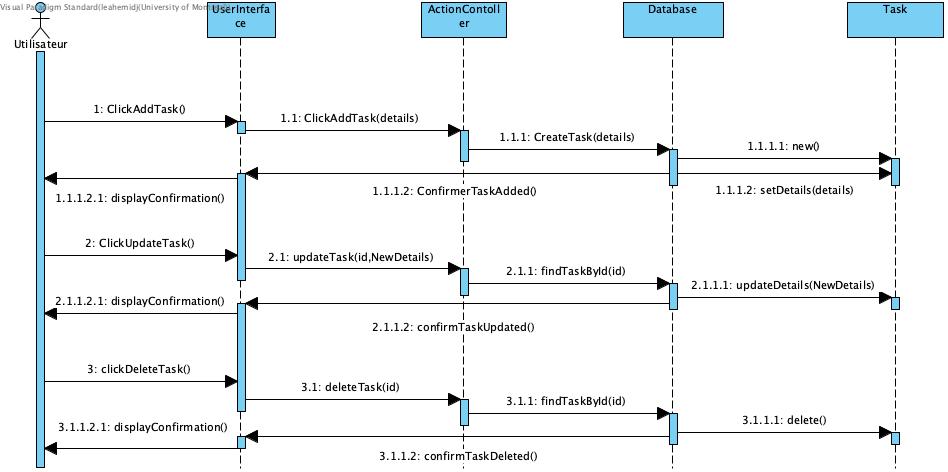 Visual Paradigm Standard(leahemid(University of Mon
UserInterfa
ce
ActionContoll
er
Database
Task
Utilisateur
1: ClickAddTask()
1.1: ClickAddTask(details)
1.1.1: CreateTask(details)
1.1.1.1: new()
1.1.1.2: ConfirmerTaskAdded()
1.1.1.2: setDetails(details)
1.1.1.2.1: displayConfirmation()
2: ClickUpdateTask()
2.1: updateTask(id,NewDetails)
2.1.1: findTaskById(id)
2.1.1.1: updateDetails(NewDetails)
2.1.1.2.1: displayConfirmation()
2.1.1.2: confirmTaskUpdated()
3: clickDeleteTask()
3.1: deleteTask(id)
3.1.1: findTaskById(id)
3.1.1.1: delete()
3.1.1.2.1: displayConfirmation()
3.1.1.2: confirmTaskDeleted()